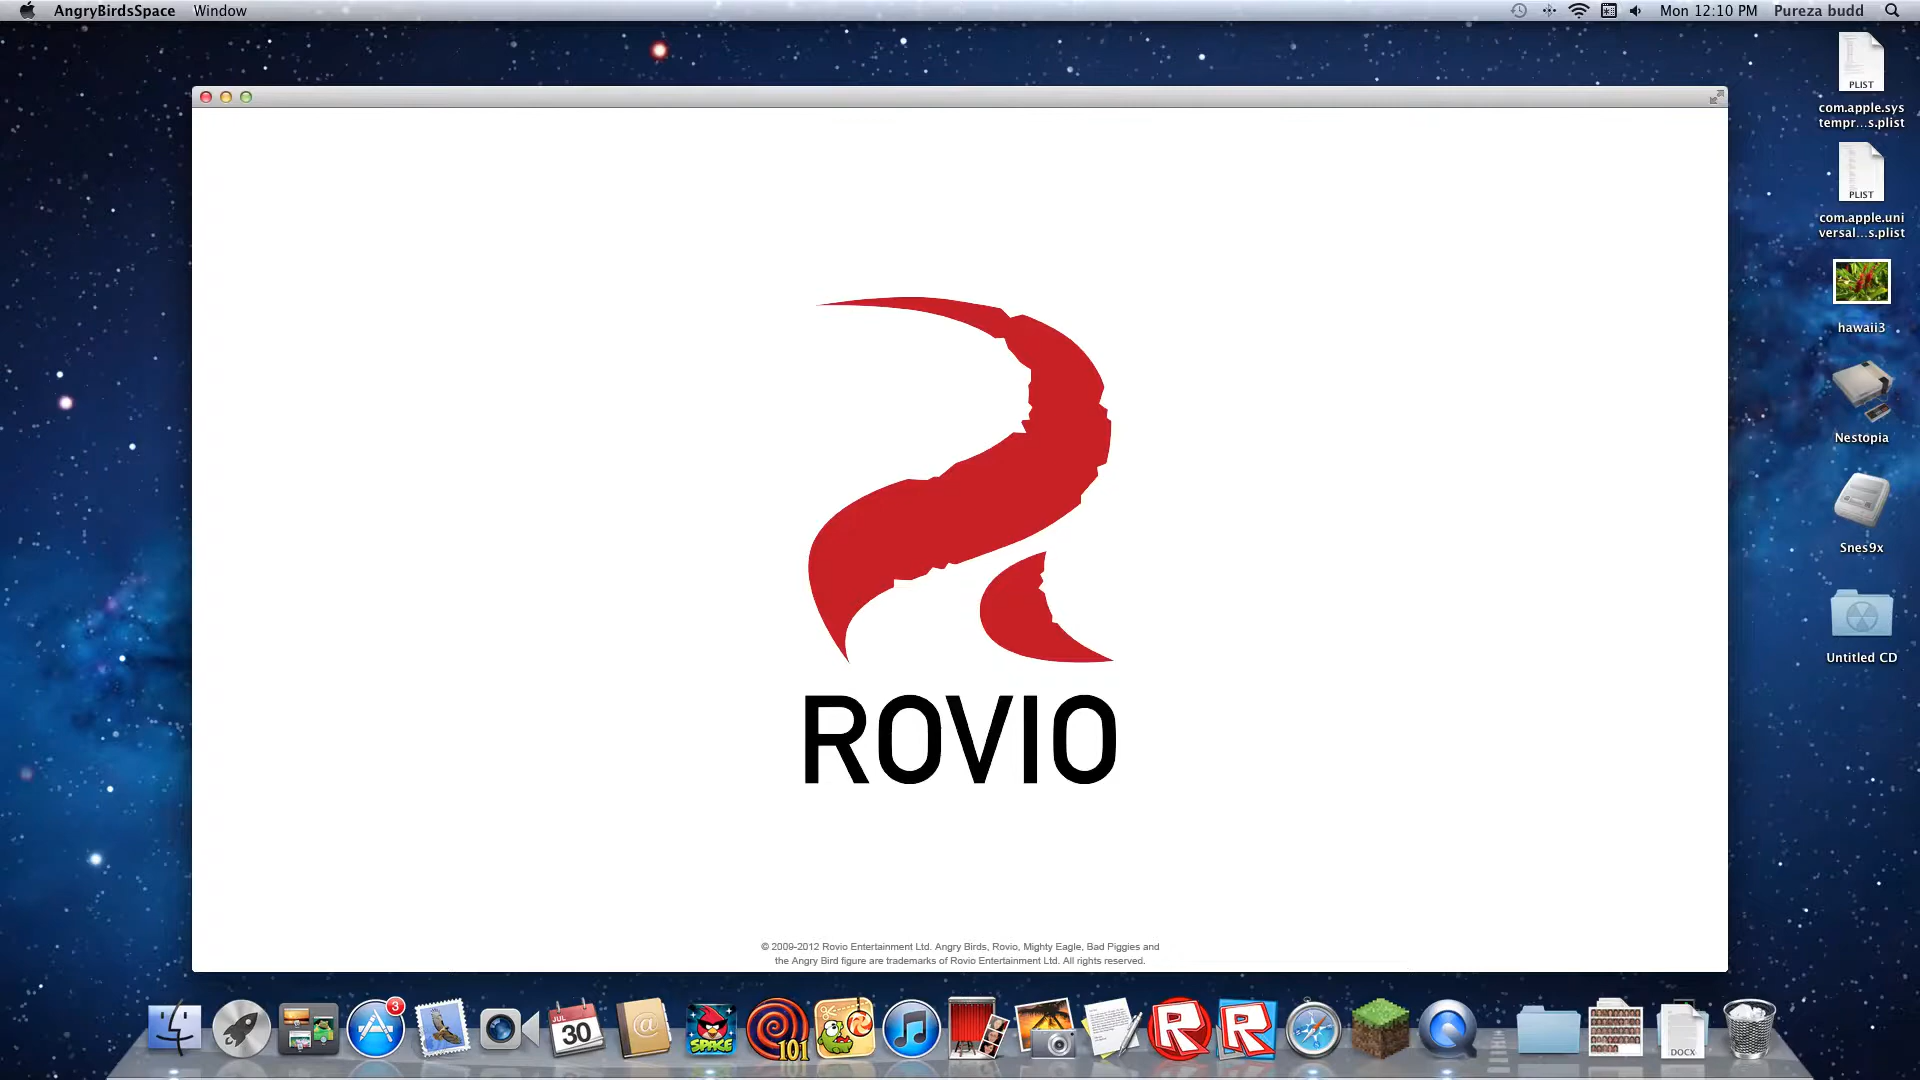 AngryBirdsSpace Window
Mon 12:10 PM Pureza budd
PLIST
com.apple.sys
tempr...s.plist
PLIST
com.apple.uni
versal...s.plist
hawaii3
Nestopia
Snes9x
Untitled CD
ROVIO
© 2009-2012 Rovio Entertainment Ltd. Angry Birds, Rovio, Mighty Eagle, Bad Piggies and
the Angry Bird figure are trademarks of Rovio Entertainment Ltd. All rights reserved.
3
JUL
30
@
SPACE
101
R
R
DOCX